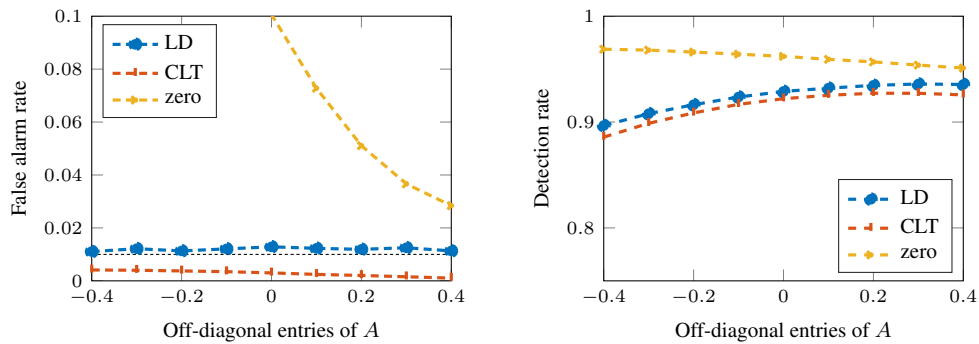 0.1
0.08
0.06
0.04
0.02
0
−0.4
−0.2
0
0.2
0.4
False alarm rate
Off-diagonal entries of A
LD
CLT
zero
1
0.9
0.8
−0.4
−0.2
0
0.2
0.4
Detection rate
Off-diagonal entries of A
LD
CLT
zero